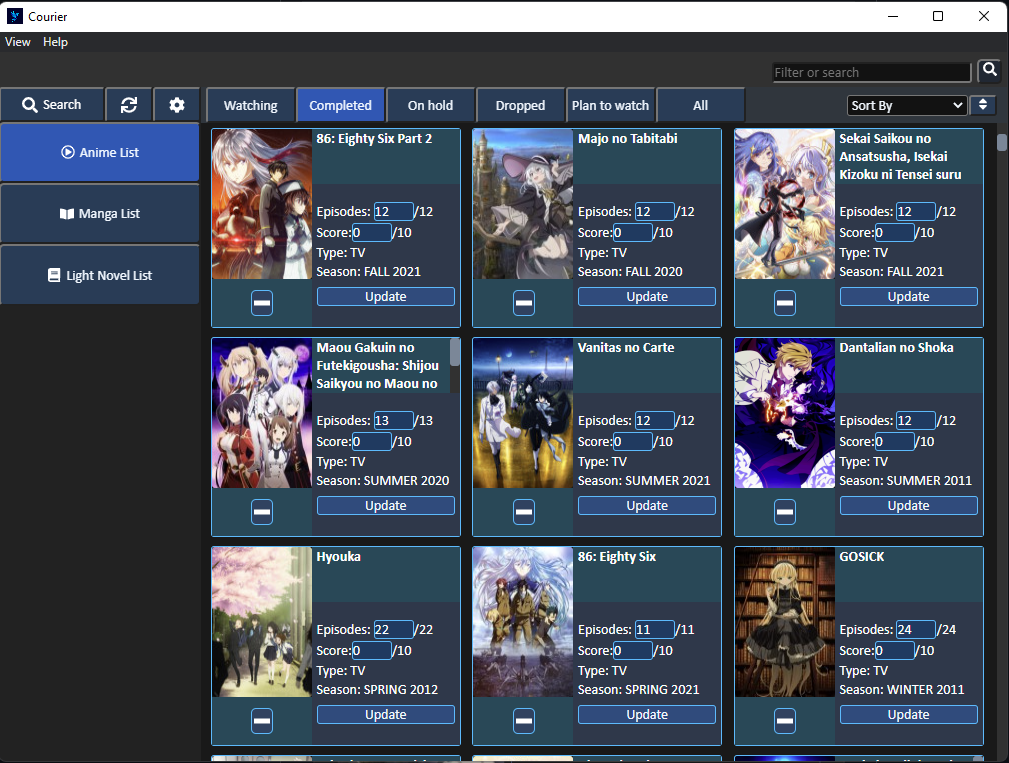 Courier
View Help
Filter or search
Search
Watching
Completed
On hold
Dropped
Plan to watch
All
Sort By
Anime List
Manga List
Light Novel List
86: Eighty Six Part 2
Episodes: 12/12
Score:0/10
Type: TV
Season: FALL 2021
Update
Majo no Tabitabi
Episodes: 12/12
Score:0/10
Type: TV
Season: FALL 2020
Update
Sekai Saikou no
Ansatsusha, Isekai
Kizoku ni Tensei suru
Episodes: 12/12
Score:0/10
Type: TV
Season: FALL 2021
Update
Maou Gakuin no
Futekigousha: Shijou
Saikyou no Maou no
Episodes: 13/13
Score:0/10
Type: TV
Season: SUMMER 2020
Update
Vanitas no Carte
Episodes: 12/12
Score:0/10
Type: TV
Season: SUMMER 2021
Update
Dantalian no Shoka
Episodes: 12/12
Score:0/10
Type: TV
Season: SUMMER 2011
Update
Hyouka
Episodes: 22/22
Score:0/10
Type: TV
Season: SPRING 2012
Update
86: Eighty Six
Episodes: 11/11
Score:0/10
Type: TV
Season: SPRING 2021
Update
GOSICK
Episodes: 24/24
Score:0/10
Type: TV
Season: WINTER 2011
Update